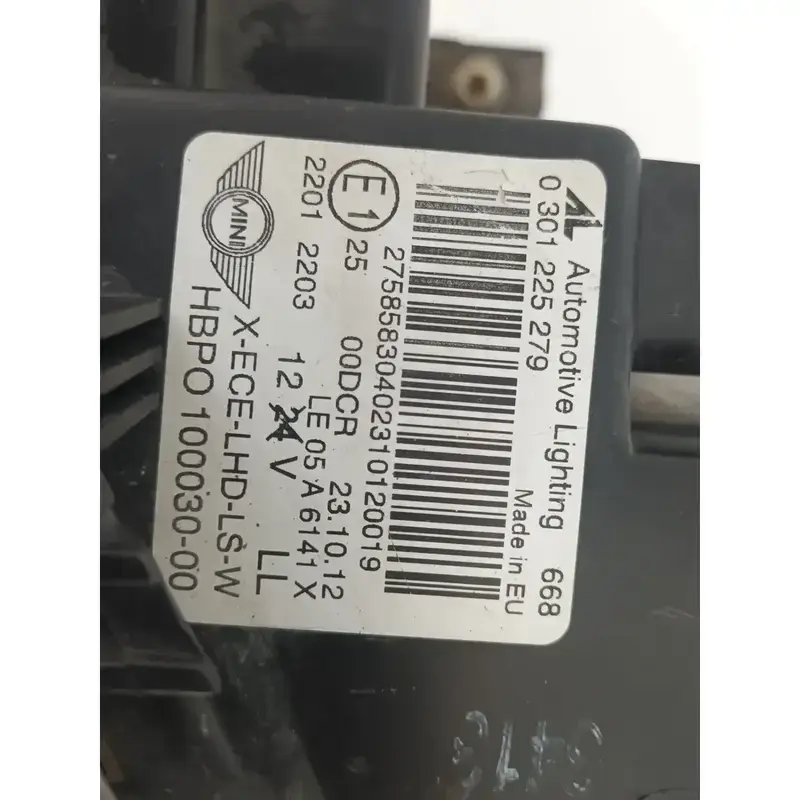 Automotive Lighting 668
0 301 225 279
Made in EU
27585830402310120019
E1
25 00DCR 23.10.12
LE 05 A 6141 X
2201 2203 12 24 V LL
MINI
X-ECE-LHD-LS-W
HBPO 100030-00